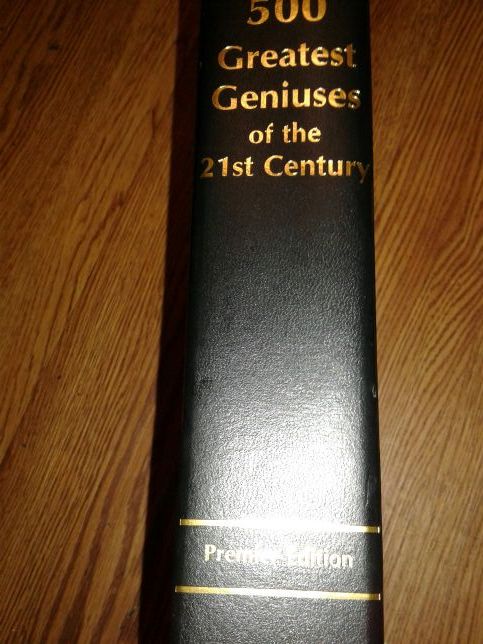 500
Greatest
Geniuses
of the
21st Century
Premier Edition